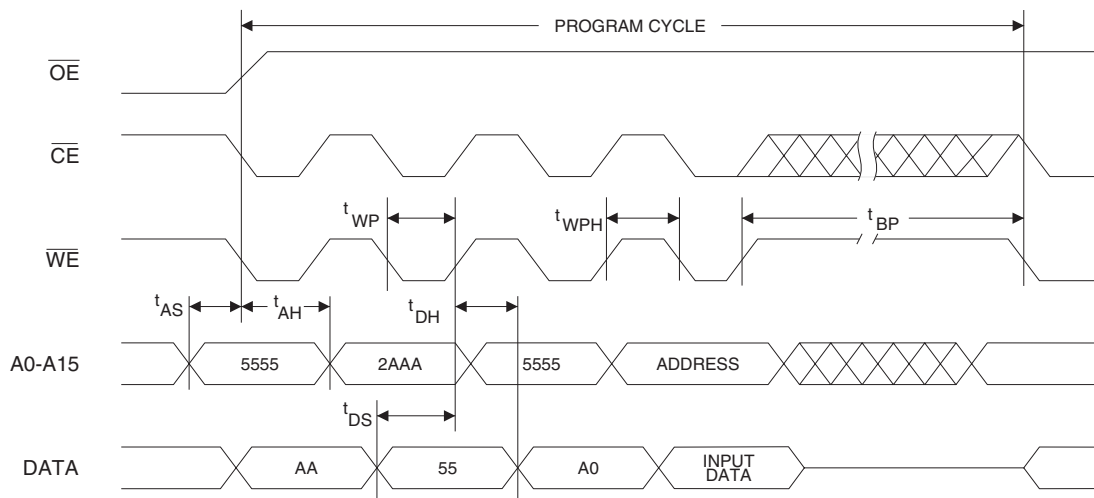 PROGRAM CYCLE
OE
CE
tWP
tWPH
tBP
WE
tAS
tAH
tDH
A0-A15
5555
2AAA
5555
ADDRESS
tDS
DATA
AA
55
A0
INPUT
DATA